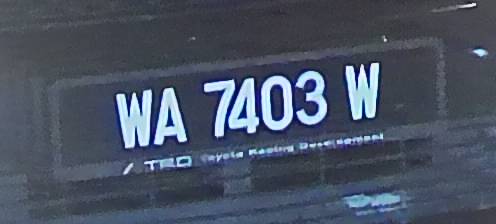 WA 7403 W
TRD Toyota Racing Development